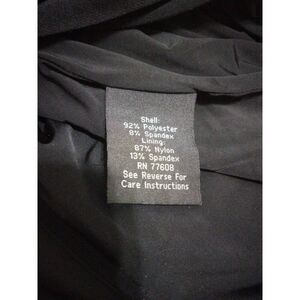 Shell:
92% Polyester
8% Spandex
Lining:
87% Nylon
13% Spandex
RN 77608
See Reverse For
Care Instructions